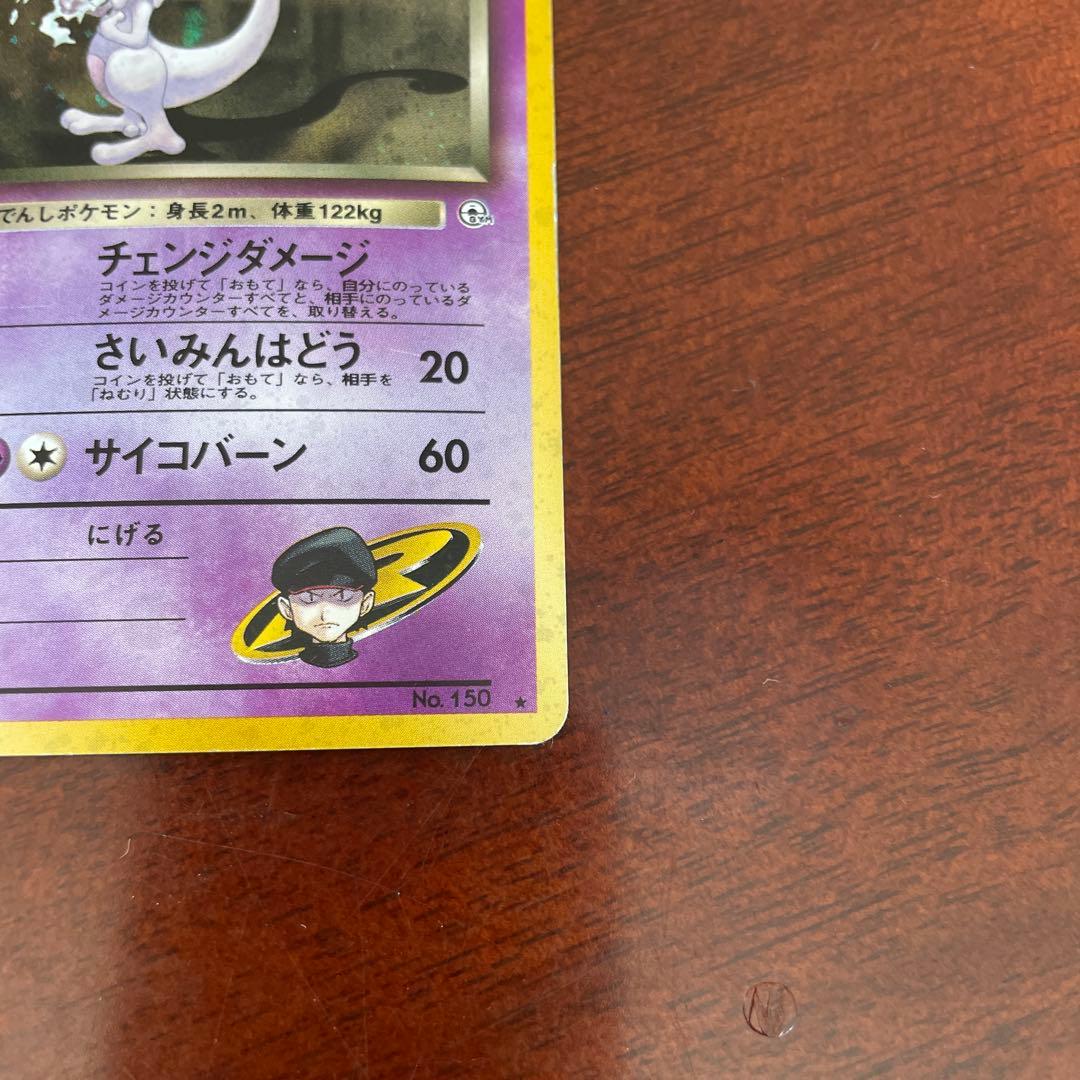 でんしポケモン：身長2m、体重122kg
GYM
チェンジダメージ
コインを投げて「おもて」なら、自分にのっている
ダメージカウンターすべてと、相手にのっているダ
メージカウンターすべてを、取り替える。
さいみんはどう 20
コインを投げて「おもて」なら、相手を
「ねむり」状態にする。
サイコバーン 60
にげる
No. 150 ★